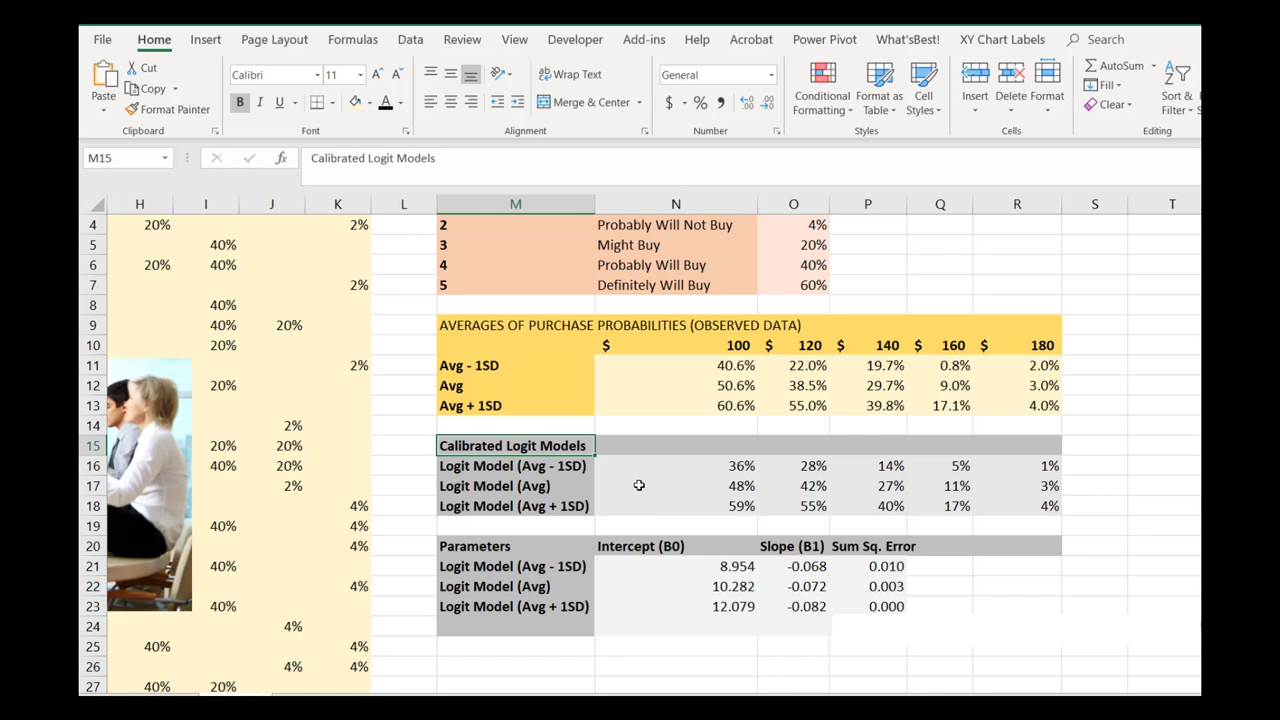 File Home Insert Page Layout Formulas Data Review View Developer Add-ins Help Acrobat Power Pivot What'sBest! XY Chart Labels Search
Cut
Copy
Format Painter
Paste
Clipboard
Calibri 11
B I U
Font
Wrap Text
Merge & Center
Alignment
General
$ % ,
Number
Conditional Formatting
Format as Table
Cell Styles
Styles
Insert Delete Format
Cells
AutoSum
Fill
Clear
Sort &
Filter
Editing
M15 fx Calibrated Logit Models
H I J K L M N O P Q R S T
4 20% 2% 2 Probably Will Not Buy 4%
5 40% 3 Might Buy 20%
6 20% 40% 4 Probably Will Buy 40%
7 2% 5 Definitely Will Buy 60%
8 40%
9 40% 20% AVERAGES OF PURCHASE PROBABILITIES (OBSERVED DATA)
10 20% $ 100 $ 120 $ 140 $ 160 $ 180
11 2% Avg - 1SD 40.6% 22.0% 19.7% 0.8% 2.0%
12 20% Avg 50.6% 38.5% 29.7% 9.0% 3.0%
13 Avg + 1SD 60.6% 55.0% 39.8% 17.1% 4.0%
14 2%
15 20% 20% Calibrated Logit Models
16 40% 20% Logit Model (Avg - 1SD) 36% 28% 14% 5% 1%
17 2% Logit Model (Avg) 48% 42% 27% 11% 3%
18 4% Logit Model (Avg + 1SD) 59% 55% 40% 17% 4%
19 40% 4%
20 4% Parameters Intercept (B0) Slope (B1) Sum Sq. Error
21 40% Logit Model (Avg - 1SD) 8.954 -0.068 0.010
22 4% Logit Model (Avg) 10.282 -0.072 0.003
23 40% Logit Model (Avg + 1SD) 12.079 -0.082 0.000
24 4%
25 40% 4%
26 4% 4%
27 40% 20%